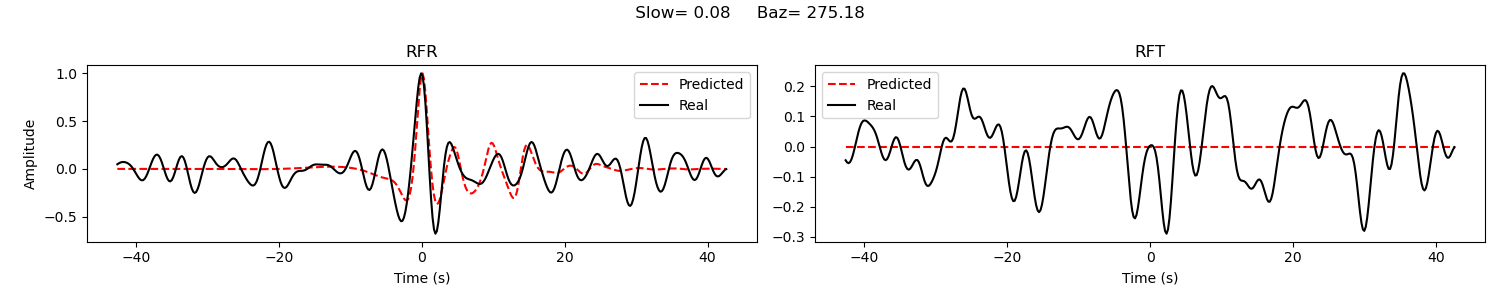 Slow= 0.08 Baz= 275.18
RFR
RFT
Amplitude
1.0
0.5
0.0
−0.5
Predicted
Real
−40
−20
0
20
40
Time (s)
0.2
0.1
0.0
−0.1
−0.2
−0.3
Predicted
Real
−40
−20
0
20
40
Time (s)